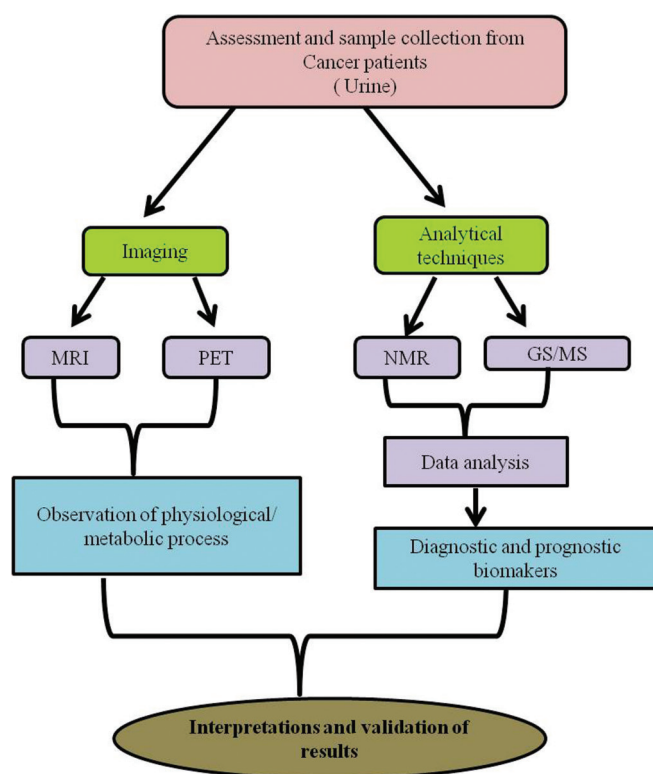 Assessment and sample collection from
Cancer patients
( Urine)
Imaging
Analytical
techniques
MRI
PET
NMR
GS/MS
Data analysis
Observation of physiological/
metabolic process
Diagnostic and prognostic
biomakers
Interpretations and validation of
results